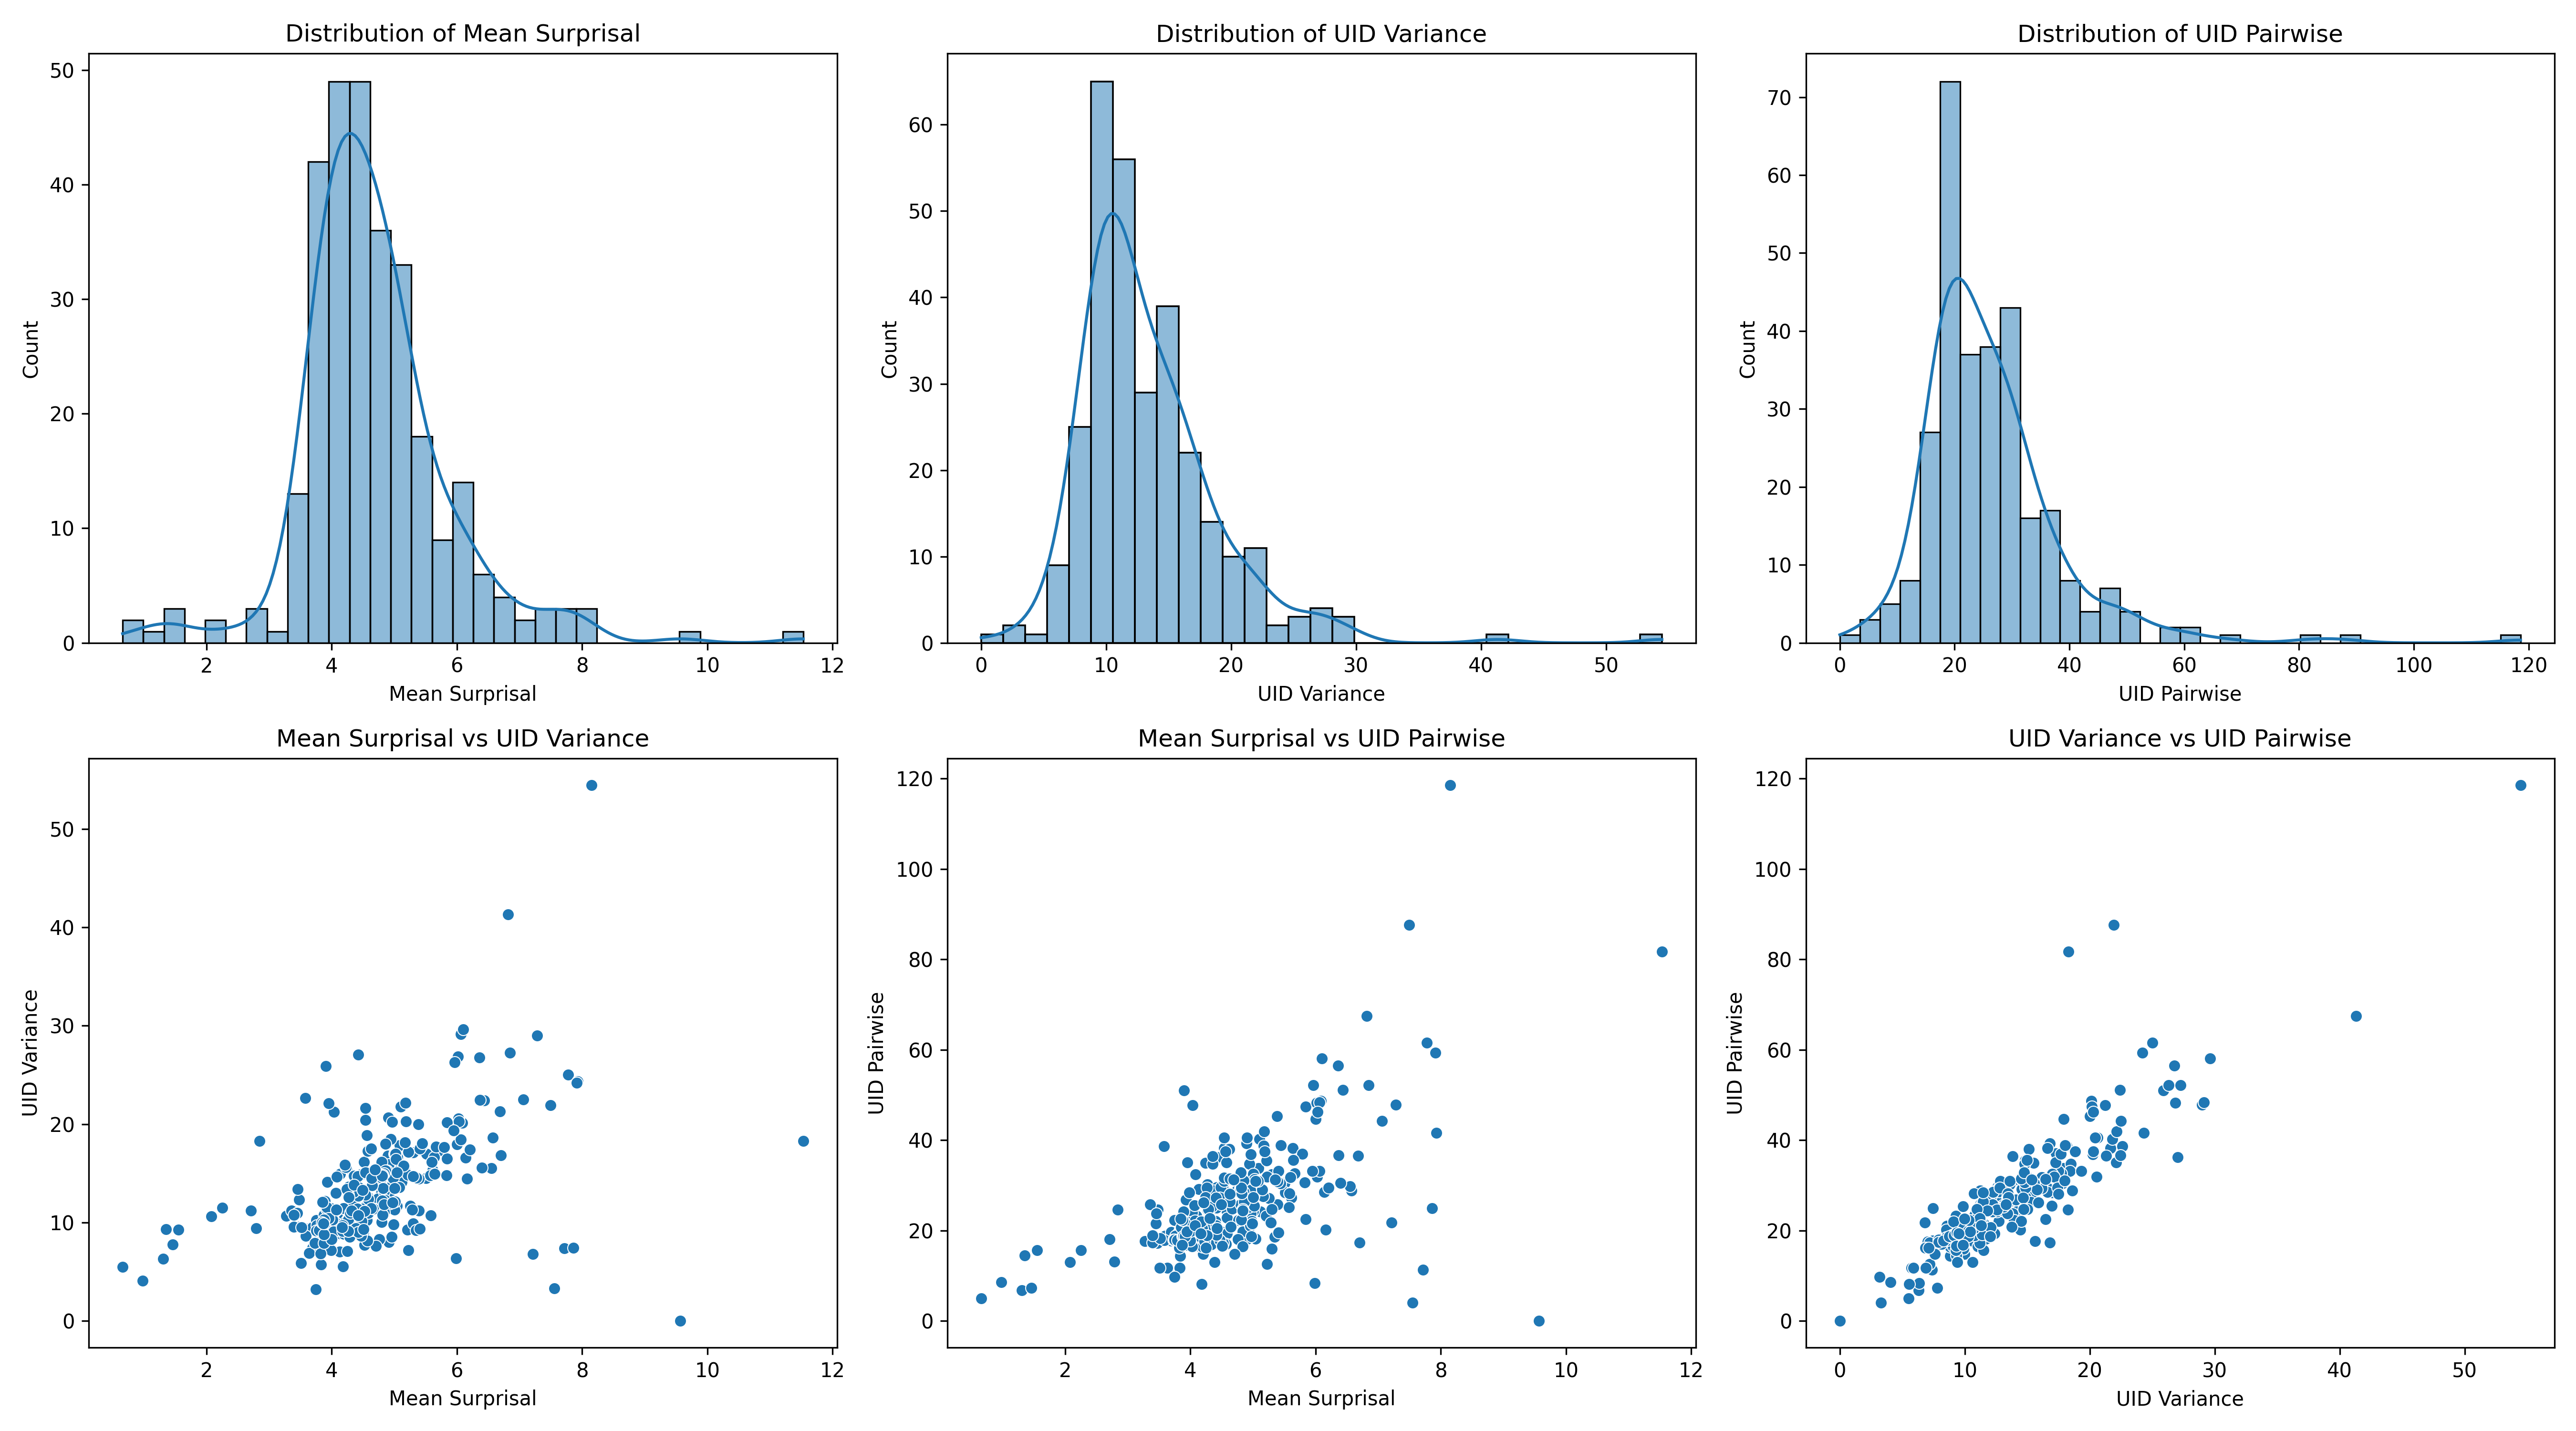 Distribution of Mean Surprisal
50
40
30
20
10
0
Count
2 4 6 8 10 12
Mean Surprisal
Distribution of UID Variance
60
50
40
30
20
10
0
Count
0 10 20 30 40 50
UID Variance
Distribution of UID Pairwise
70
60
50
40
30
20
10
0
Count
0 20 40 60 80 100 120
UID Pairwise
Mean Surprisal vs UID Variance
50
40
30
20
10
0
UID Variance
2 4 6 8 10 12
Mean Surprisal
Mean Surprisal vs UID Pairwise
120
100
80
60
40
20
0
UID Pairwise
2 4 6 8 10 12
Mean Surprisal
UID Variance vs UID Pairwise
120
100
80
60
40
20
0
UID Pairwise
0 10 20 30 40 50
UID Variance